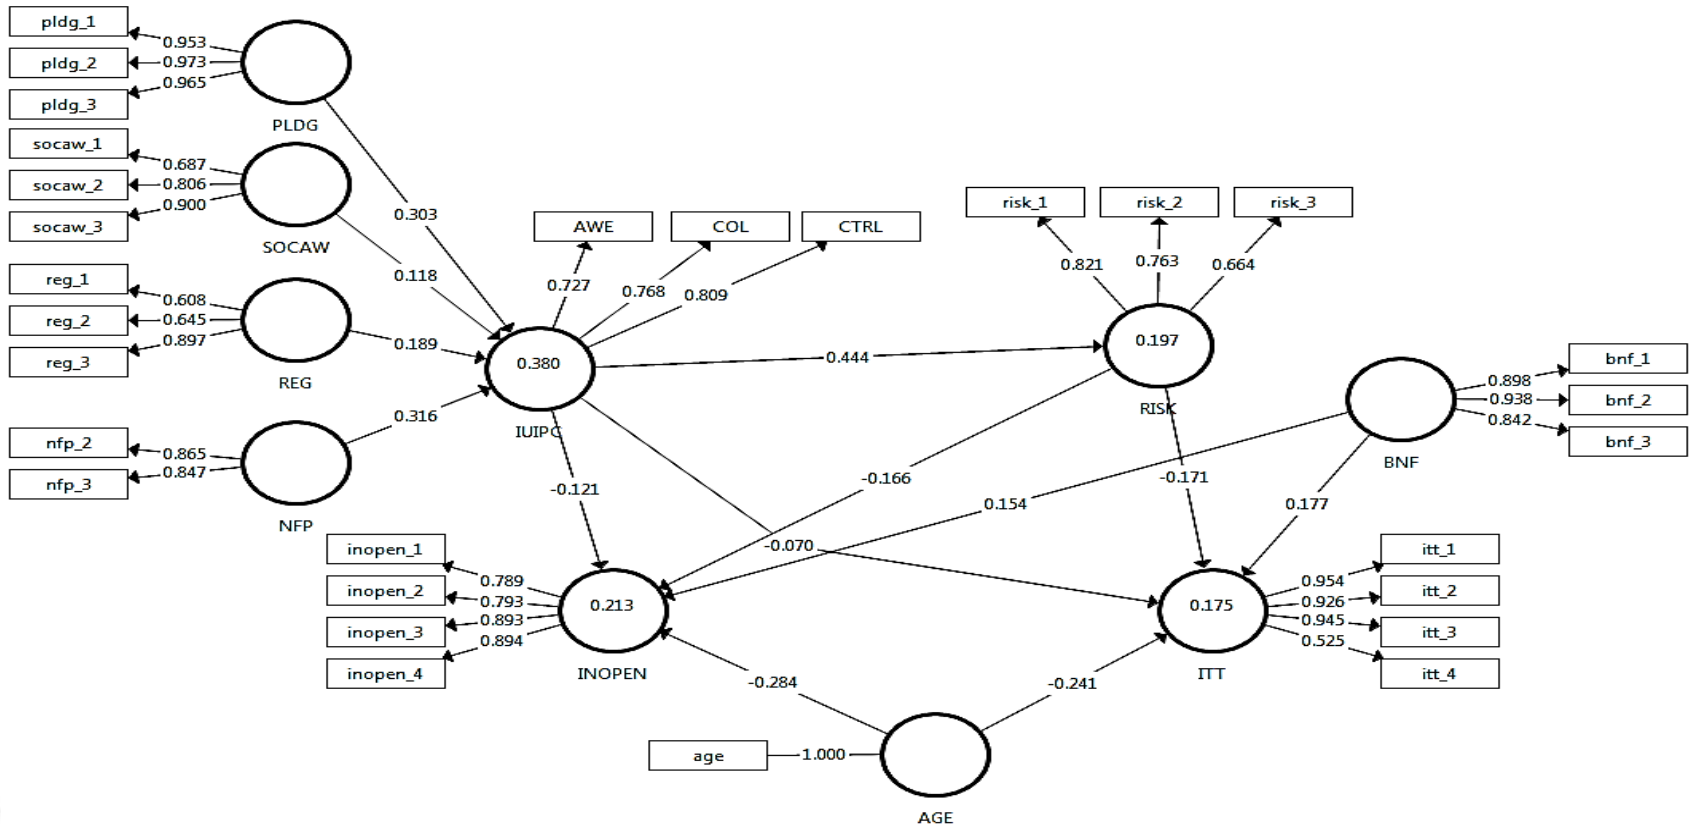 pldg_1
0.953
pldg_2
0.973
0.965
pldg_3
PLDG
socaw_1
0.687
socaw_2
0.806
0.900
socaw_3
SOCAW
0.303
0.118
reg_1
0.608
reg_2
0.645
0.897
reg_3
REG
0.189
nfp_2
0.865
nfp_3
0.847
NFP
0.316
AWE
COL
CTRL
0.727
0.768
0.809
0.380
IUIPC
0.444
risk_1
risk_2
risk_3
0.821
0.763
0.664
0.197
RISK
bnf_1
0.898
bnf_2
0.938
0.842
bnf_3
BNF
-0.121
-0.166
-0.171
0.154
0.177
-0.070
inopen_1
0.789
inopen_2
0.793
inopen_3
0.893
0.894
inopen_4
0.213
INOPEN
0.175
ITT
itt_1
0.954
itt_2
0.926
0.945
itt_3
0.525
itt_4
-0.284
-0.241
age
1.000
AGE